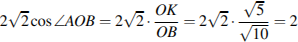 2√2 cos ∠AOB = 2√2 · OK/OB = 2√2 · √5/√10 = 2